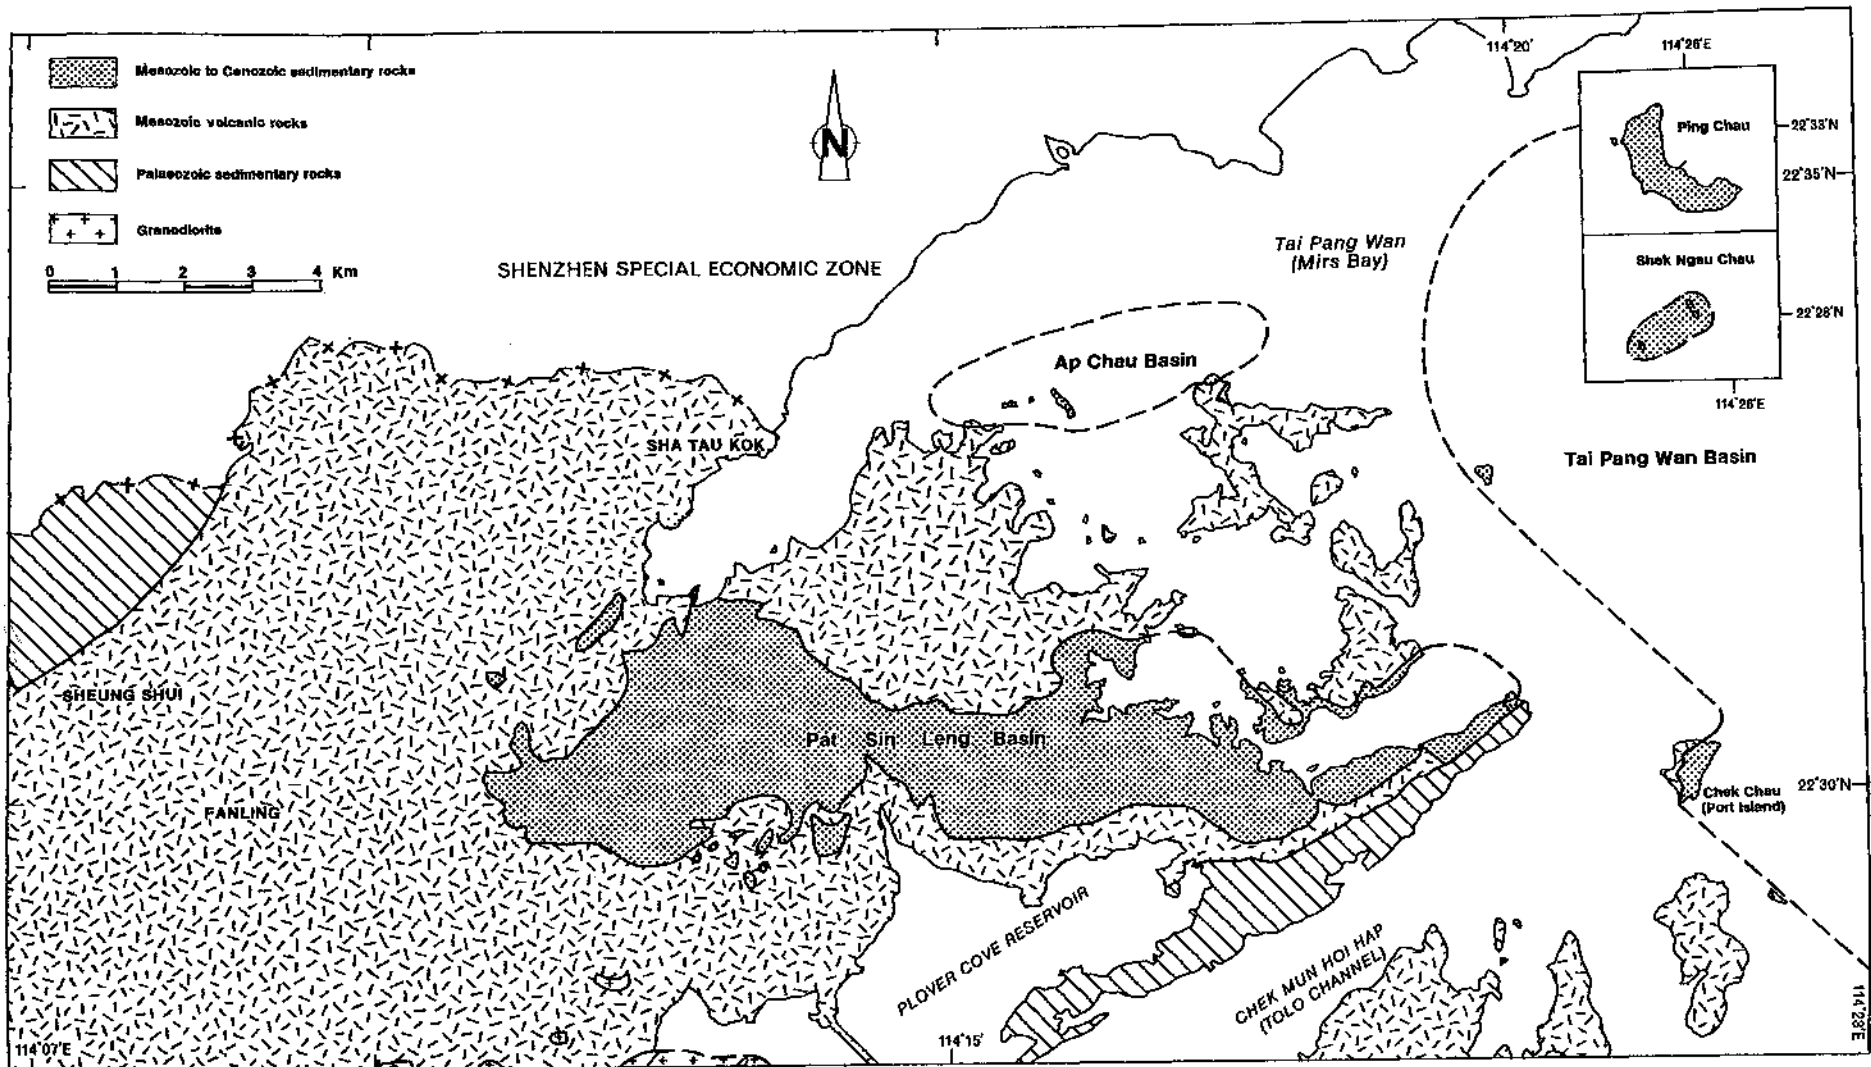 Mesozoic to Cenozoic sedimentary rocks
Mesozoic volcanic rocks
Palaeozoic sedimentary rocks
Granodiorite
0 1 2 3 4 Km
N
SHENZHEN SPECIAL ECONOMIC ZONE
114°20'
114°26'E
Ping Chau
22°33'N
22°35'N
Tai Pang Wan
(Mirs Bay)
Shek Ngau Chau
22°28'N
114°26'E
Ap Chau Basin
SHA TAU KOK
Tai Pang Wan Basin
SHEUNG SHUI
Pat Sin Leng Basin
FANLING
Chek Chau
(Port Island)
22°30'N
PLOVER COVE RESERVOIR
CHEK MUN HOI HAP
(TOLO CHANNEL)
114°07'E
114°15'
114°29'E